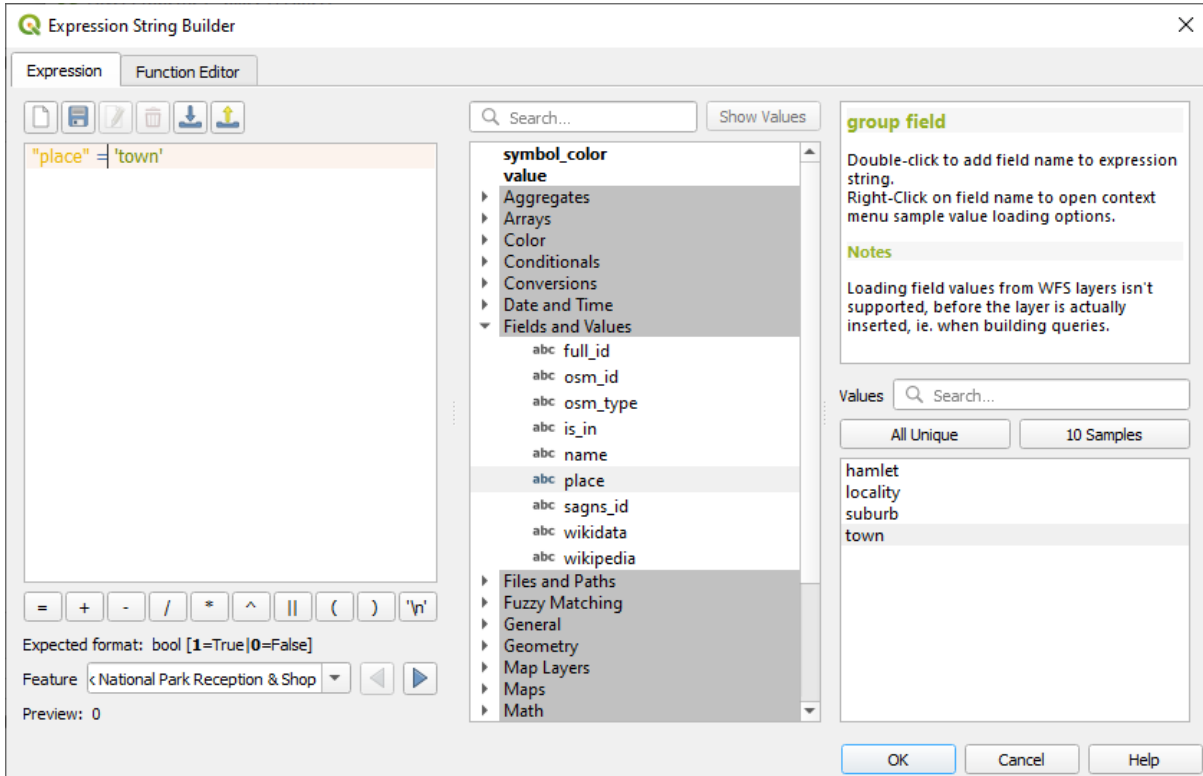 Expression String Builder
Expression
Function Editor
"place" = 'town'
= + - / * ^ || ( ) '\n'
Expected format: bool [1=True|0=False]
Feature
< National Park Reception & Shop
Preview: 0
Search...
Show Values
symbol_color
value
Aggregates
Arrays
Color
Conditionals
Conversions
Date and Time
Fields and Values
abc full_id
abc osm_id
abc osm_type
abc is_in
abc name
abc place
abc sagns_id
abc wikidata
abc wikipedia
Files and Paths
Fuzzy Matching
General
Geometry
Map Layers
Maps
Math
group field
Double-click to add field name to expression
string.
Right-Click on field name to open context
menu sample value loading options.
Notes
Loading field values from WFS layers isn't
supported, before the layer is actually
inserted, ie. when building queries.
Values
Search...
All Unique
10 Samples
hamlet
locality
suburb
town
OK
Cancel
Help